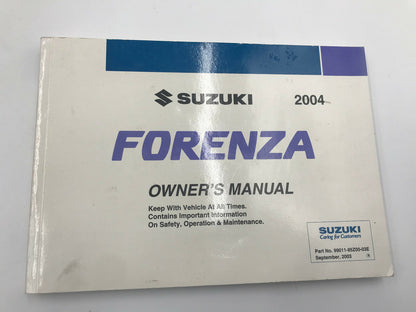 SUZUKI 2004
FORENZA
OWNER'S MANUAL
Keep With Vehicle At All Times.
Contains Important Information
On Safety, Operation & Maintenance.
SUZUKI
Caring for Customers
Part No. 99011-85Z00-03E
September, 2003